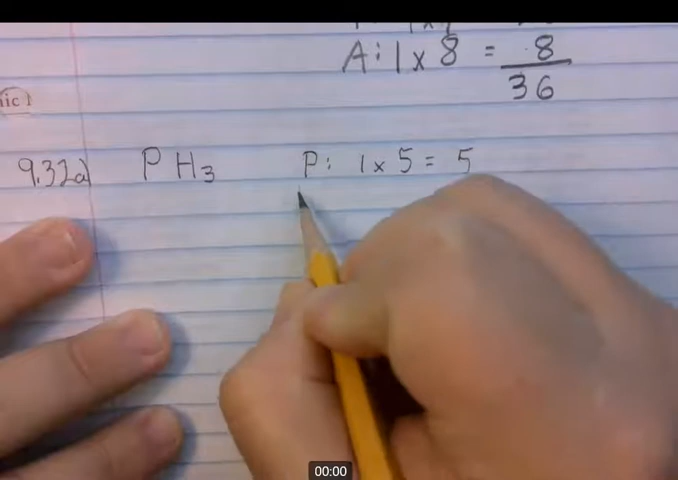 A: 1 x 8 = 8
36
9.32a) PH3 P: 1 x 5 = 5
00:00